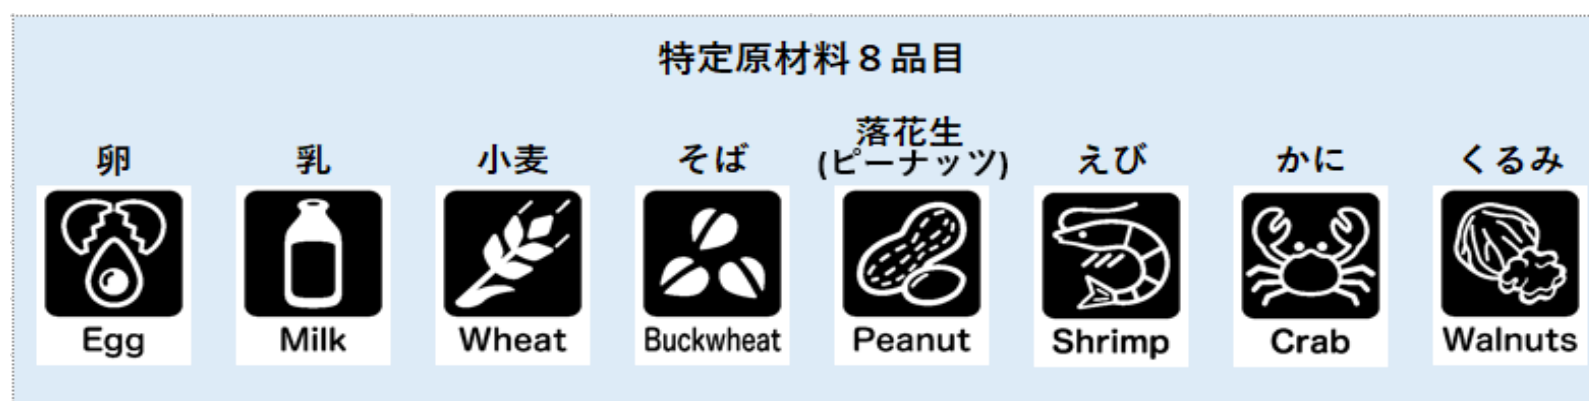 特定原材料８品目
卵
乳
小麦
そば
落花生
(ピーナッツ)
えび
かに
くるみ
Egg
Milk
Wheat
Buckwheat
Peanut
Shrimp
Crab
Walnuts